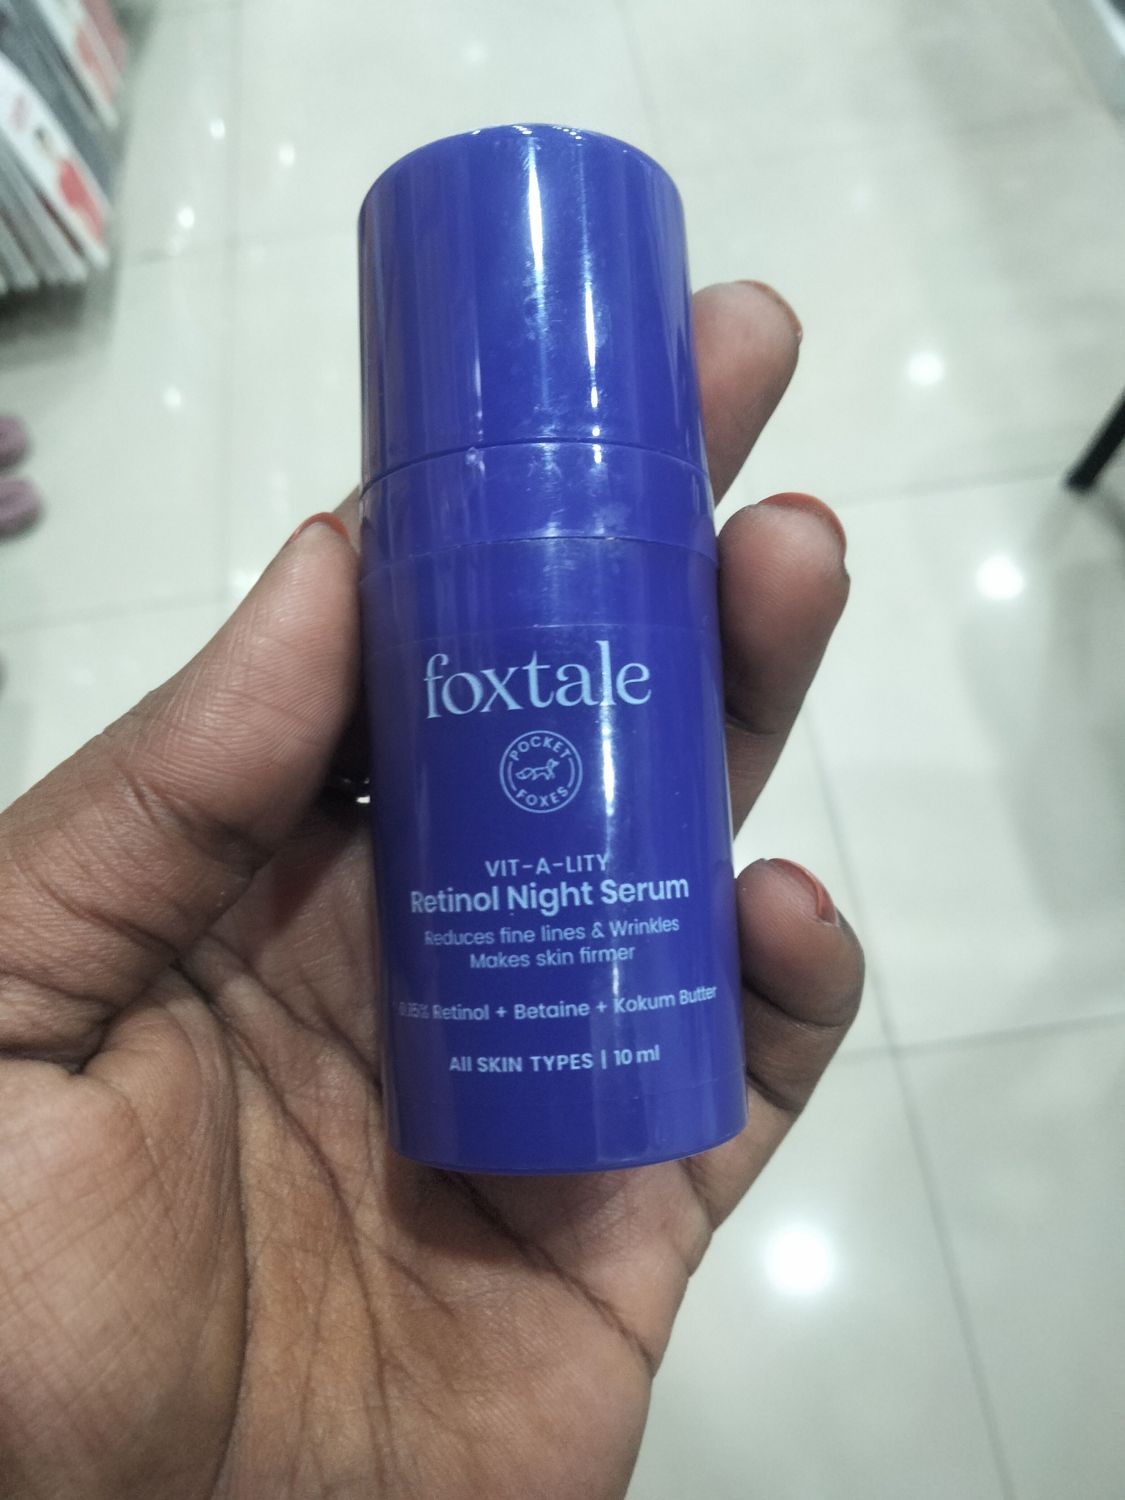 foxtale
POCKET
FOXES
VIT-A-LITY
Retinol Night Serum
Reduces fine lines & Wrinkles
Makes skin firmer
Retinol + Betaine + Kokum Butter
All SKIN TYPES | 10 ml